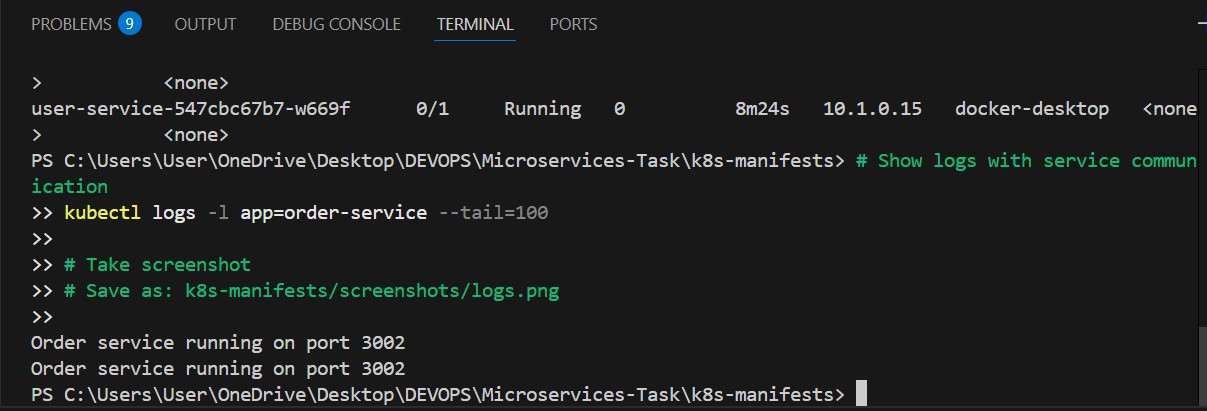 PROBLEMS 9 OUTPUT DEBUG CONSOLE TERMINAL PORTS
> <none>
user-service-547cbc67b7-w669f 0/1 Running 0 8m24s 10.1.0.15 docker-desktop <none
> <none>
PS C:\Users\User\OneDrive\Desktop\DEVOPS\Microservices-Task\k8s-manifests> # Show logs with service commun
ication
>> kubectl logs -l app=order-service --tail=100
>>
>> # Take screenshot
>> # Save as: k8s-manifests/screenshots/logs.png
>>
Order service running on port 3002
Order service running on port 3002
PS C:\Users\User\OneDrive\Desktop\DEVOPS\Microservices-Task\k8s-manifests>